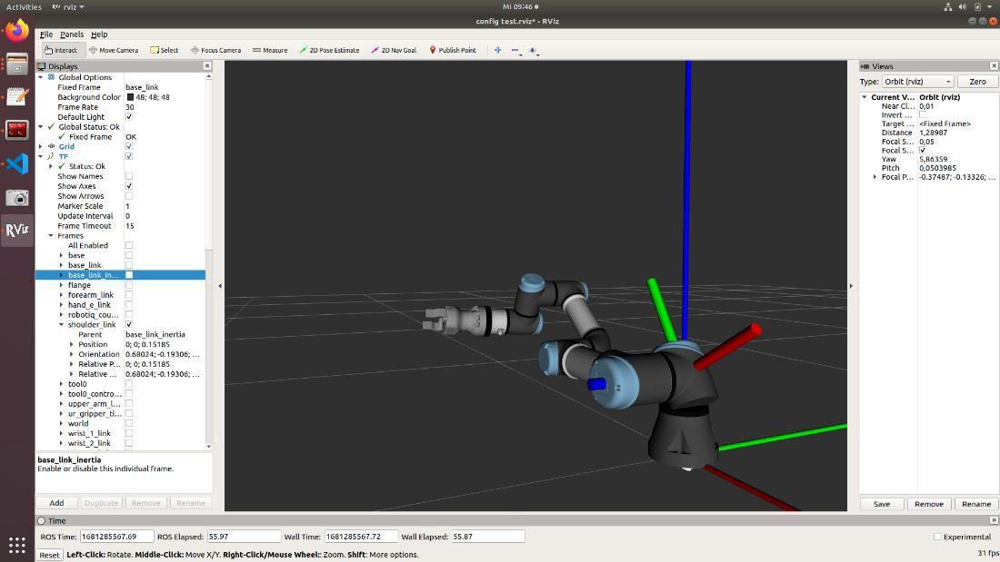 Activities
rviz
Mi 09:46
config test.rviz* - RViz
File Panels Help
Interact Move Camera Select Focus Camera Measure 2D Pose Estimate 2D Nav Goal Publish Point
Displays
Global Options
Fixed Frame base_link
Background Color 48; 48; 48
Frame Rate 30
Default Light
Global Status: Ok
Fixed Frame OK
Grid
TF
Status: Ok
Show Names
Show Axes
Show Arrows
Marker Scale 1
Update Interval 0
Frame Timeout 15
Frames
All Enabled
base
base_link
base_link_in...
flange
forearm_link
hand_e_link
robotiq_cou...
shoulder_link
Parent base_link_inertia
Position 0; 0; 0.15185
Orientation 0.68024; -0.19306; ...
Relative P... 0; 0; 0.15185
Relative ... 0.68024; -0.19306; ...
tool0
tool0_contro...
upper_arm_l...
ur_gripper_ti...
world
wrist_1_link
wrist_2_link
base_link_inertia
Enable or disable this individual frame.
Add Duplicate Remove Rename
RViz
Views
Type: Orbit (rviz) Zero
Current V... Orbit (rviz)
Near Cl... 0,01
Invert ...
Target ... <Fixed Frame>
Distance 1,28987
Focal S... 0,05
Focal S...
Yaw 5,86359
Pitch 0,0503985
Focal P... -0.37487; -0.13326; ...
Save Remove Rename
Time
ROS Time: 1681285567.69 ROS Elapsed: 55.97 Wall Time: 1681285567.72 Wall Elapsed: 55.87 Experimental
Reset Left-Click: Rotate. Middle-Click: Move X/Y. Right-Click/Mouse Wheel:: Zoom. Shift: More options. 31 fps